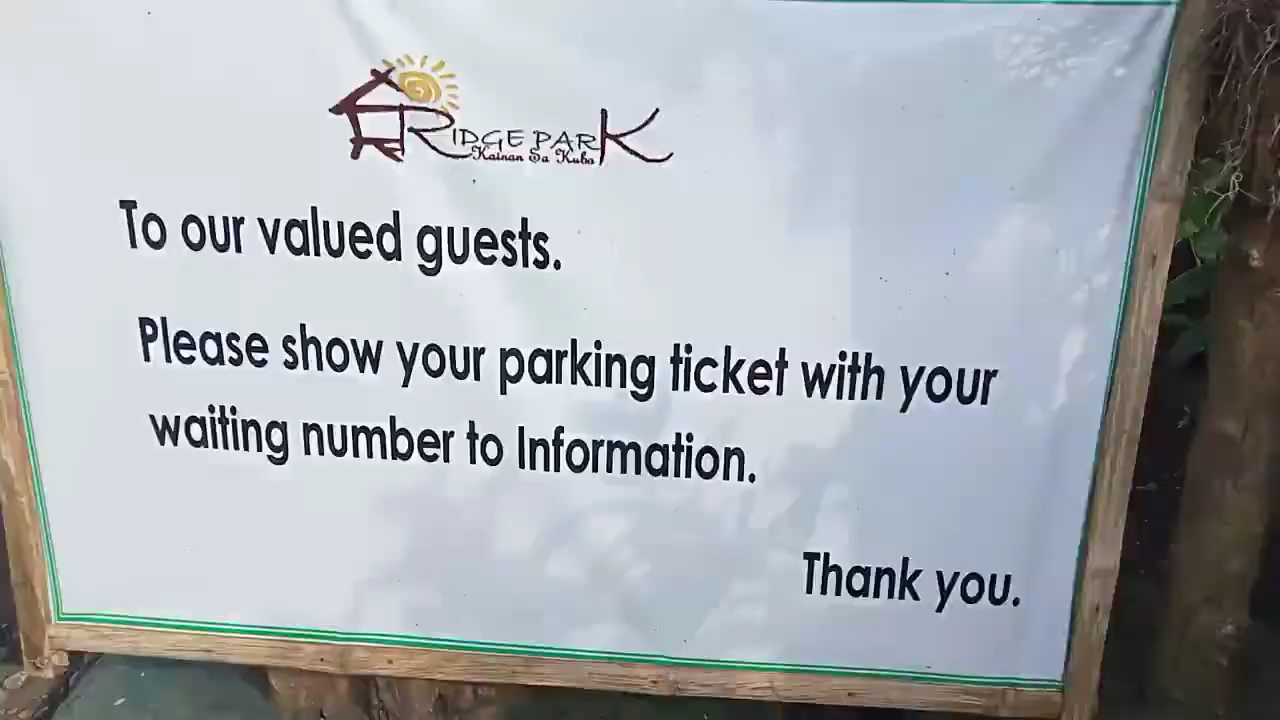 RIDGE PARK
Kainan Sa Kubo
To our valued guests.
Please show your parking ticket with your
waiting number to Information.
Thank you.